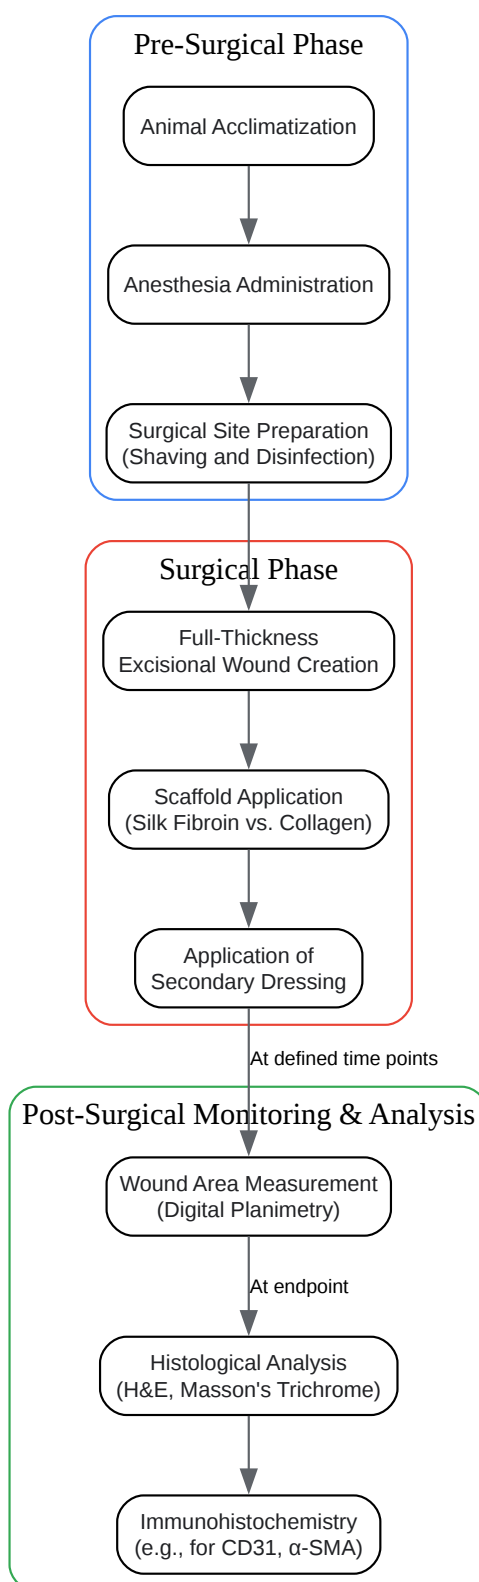 Pre-Surgical Phase
Animal Acclimatization
Anesthesia Administration
Surgical Site Preparation
(Shaving and Disinfection)
Surgical Phase
Full-Thickness
Excisional Wound Creation
Scaffold Application
(Silk Fibroin vs. Collagen)
Application of
Secondary Dressing
At defined time points
Post-Surgical Monitoring & Analysis
Wound Area Measurement
(Digital Planimetry)
At endpoint
Histological Analysis
(H&E, Masson's Trichrome)
Immunohistochemistry
(e.g., for CD31, α-SMA)